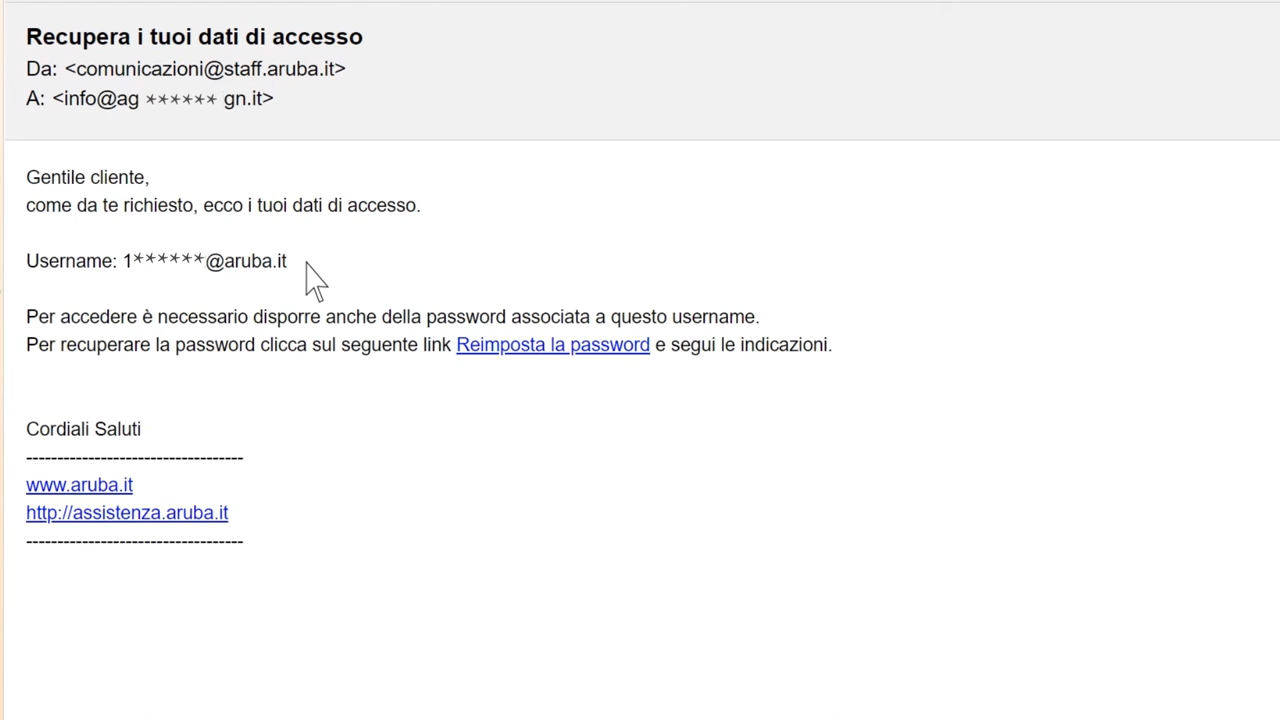 Recupera i tuoi dati di accesso
Da: <comunicazioni@staff.aruba.it>
A: <info@ag ****** gn.it>
Gentile cliente,
come da te richiesto, ecco i tuoi dati di accesso.
Username: 1******@aruba.it
Per accedere è necessario disporre anche della password associata a questo username.
Per recuperare la password clicca sul seguente link Reimposta la password e segui le indicazioni.
Cordiali Saluti
-----------------------------------
www.aruba.it
http://assistenza.aruba.it
-----------------------------------